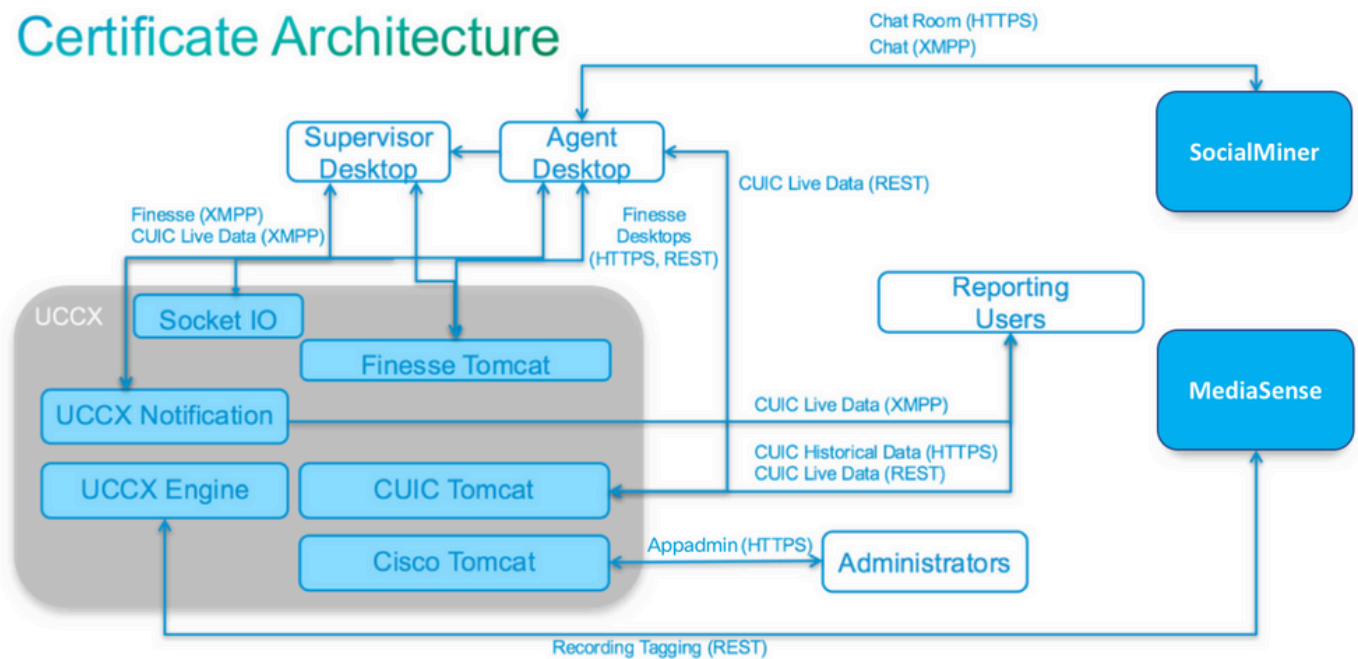 Certificate Architecture
Chat Room (HTTPS)
Chat (XMPP)
Supervisor
Desktop
Agent
Desktop
SocialMiner
CUIC Live Data (REST)
Finesse (XMPP)
CUIC Live Data (XMPP)
Finesse
Desktops
(HTTPS, REST)
UCCX
Socket IO
Reporting
Users
Finesse Tomcat
MediaSense
UCCX Notification
CUIC Live Data (XMPP)
CUIC Historical Data (HTTPS)
CUIC Live Data (REST)
UCCX Engine
CUIC Tomcat
Cisco Tomcat
Appadmin (HTTPS)
Administrators
Recording Tagging (REST)